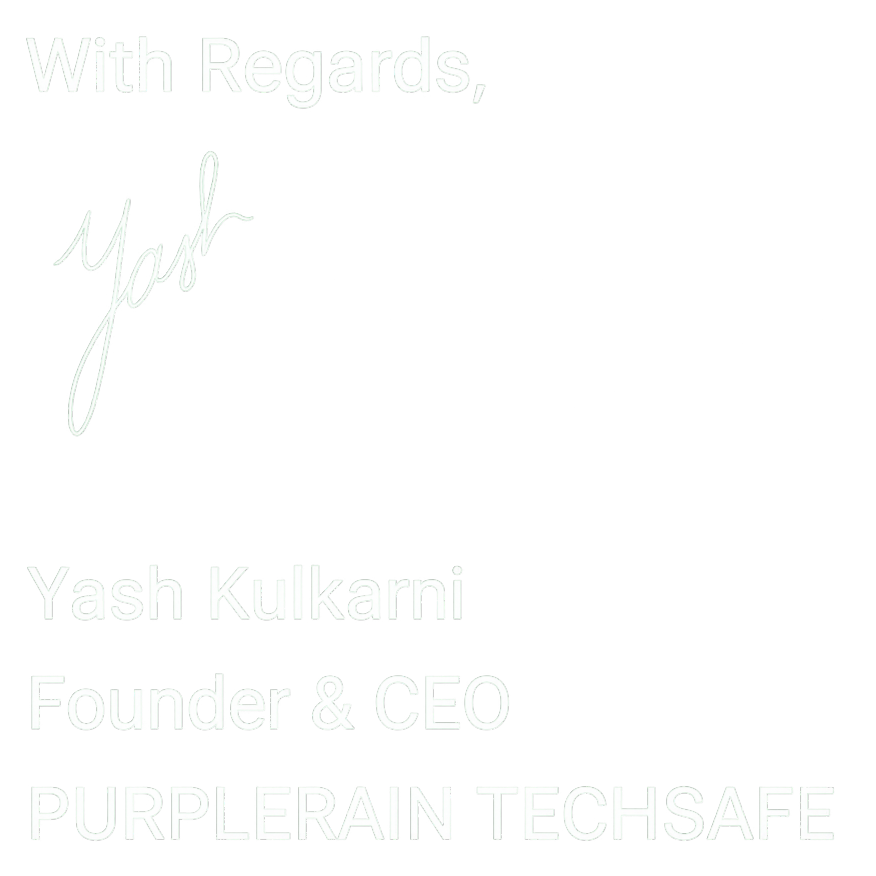 With Regards,
Yash
Yash Kulkarni
Founder & CEO
PURPLERAIN TECHSAFE